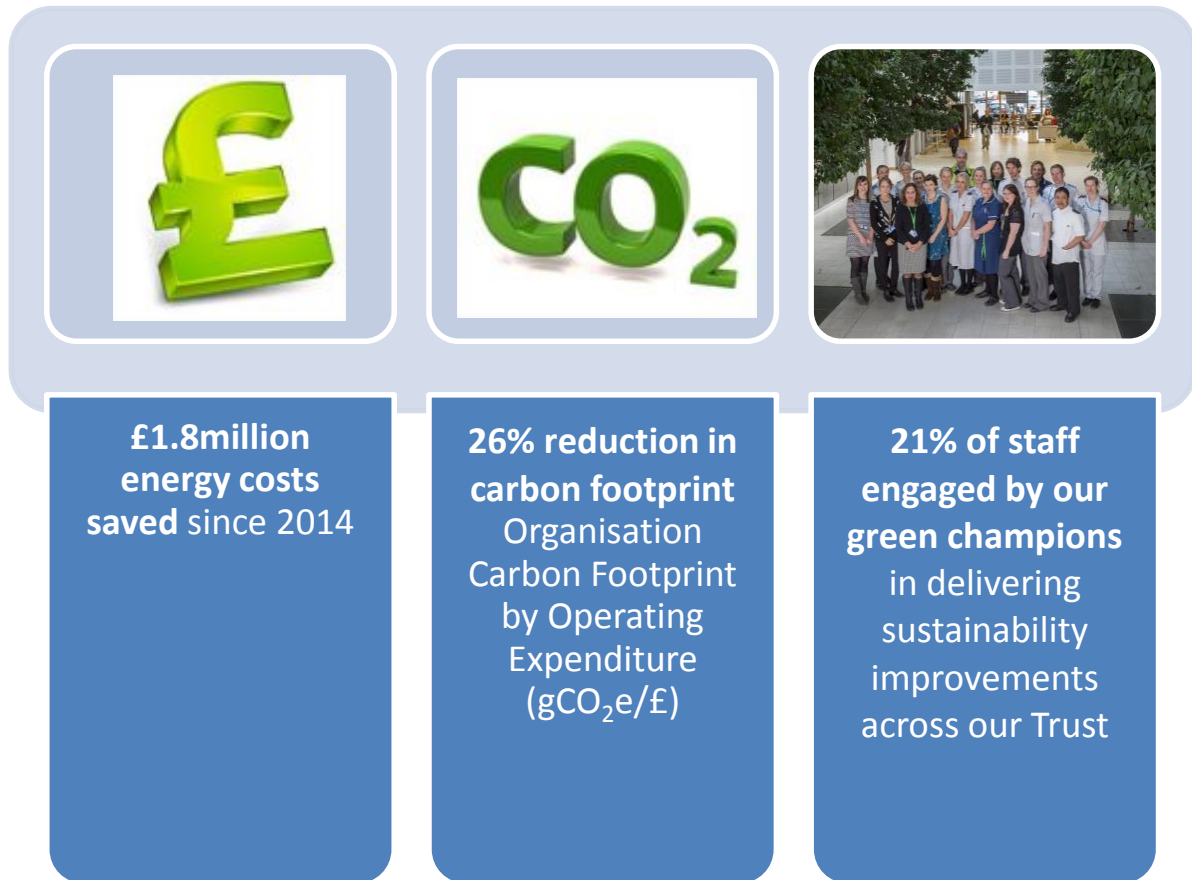 £
CO₂
£1.8million
energy costs
saved since 2014
26% reduction in
carbon footprint
Organisation
Carbon Footprint
by Operating
Expenditure
(gCO₂e/£)
21% of staff
engaged by our
green champions
in delivering
sustainability
improvements
across our Trust